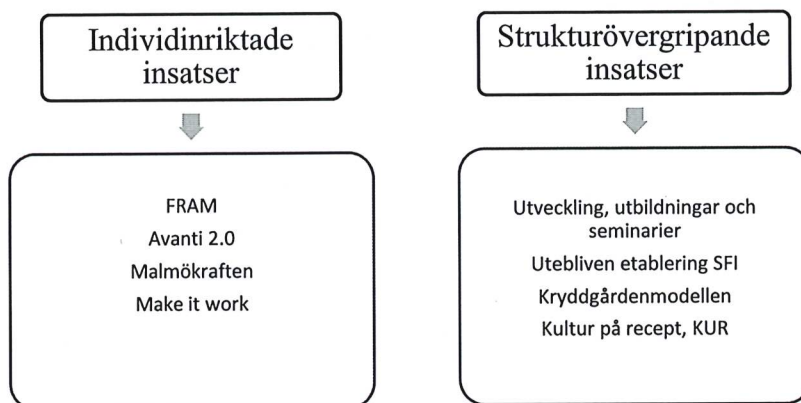 Individinriktade
insatser
FRAM
Avanti 2.0
Malmökraften
Make it work
Strukturövergripande
insatser
Utveckling, utbildningar och
seminarier
Utebliven etablering SFI
Kryddgårdenmodellen
Kultur på recept, KUR